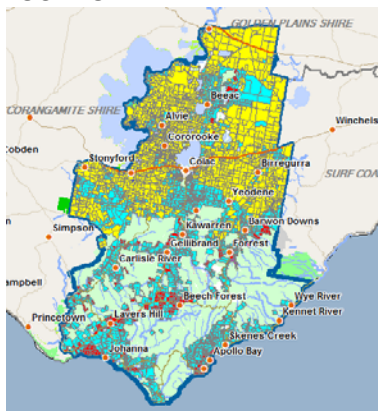 GOLDEN PLAINS SHIRE
CORANGAMITE SHIRE
Beeac
Alvie
Winchels
Cororooke
Cobden
Stonyford
Colac
Birregurra
SURF COA
Yeodene
Simpson
Kawarren
Barwon Downs
Gellibrand
Forrest
Carlisle River
ampbell
Beech Forest
Wye River
Kennet River
Princetown
Lavers Hill
Skenes Creek
Johanna
Apollo Bay